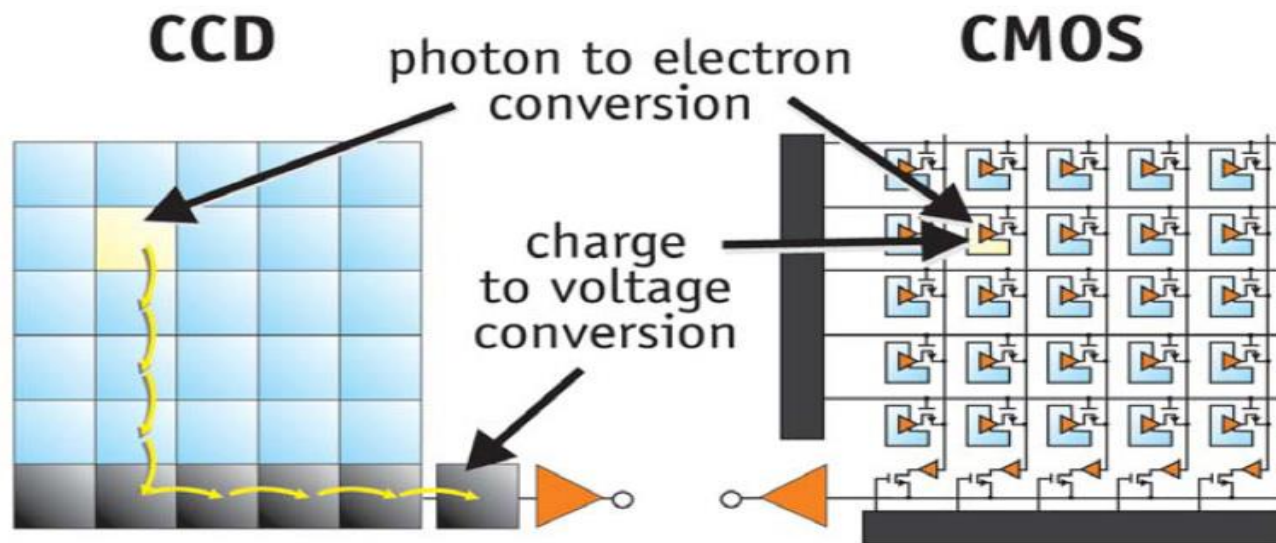 CCD
CMOS
photon to electron
conversion
charge
to voltage
conversion